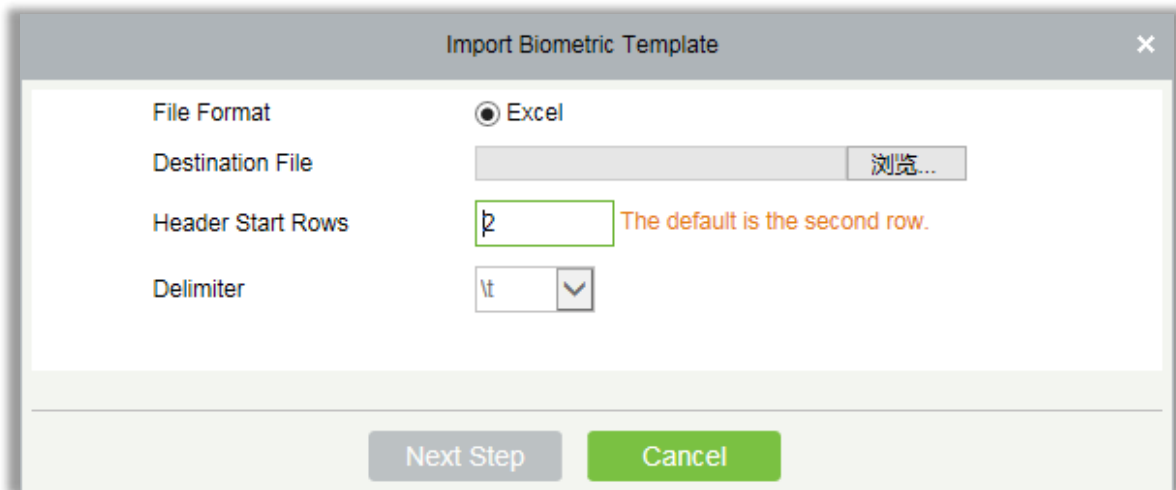 Import Biometric Template ×
File Format Excel
Destination File 浏览...
Header Start Rows 2 The default is the second row.
Delimiter \t
Next Step Cancel